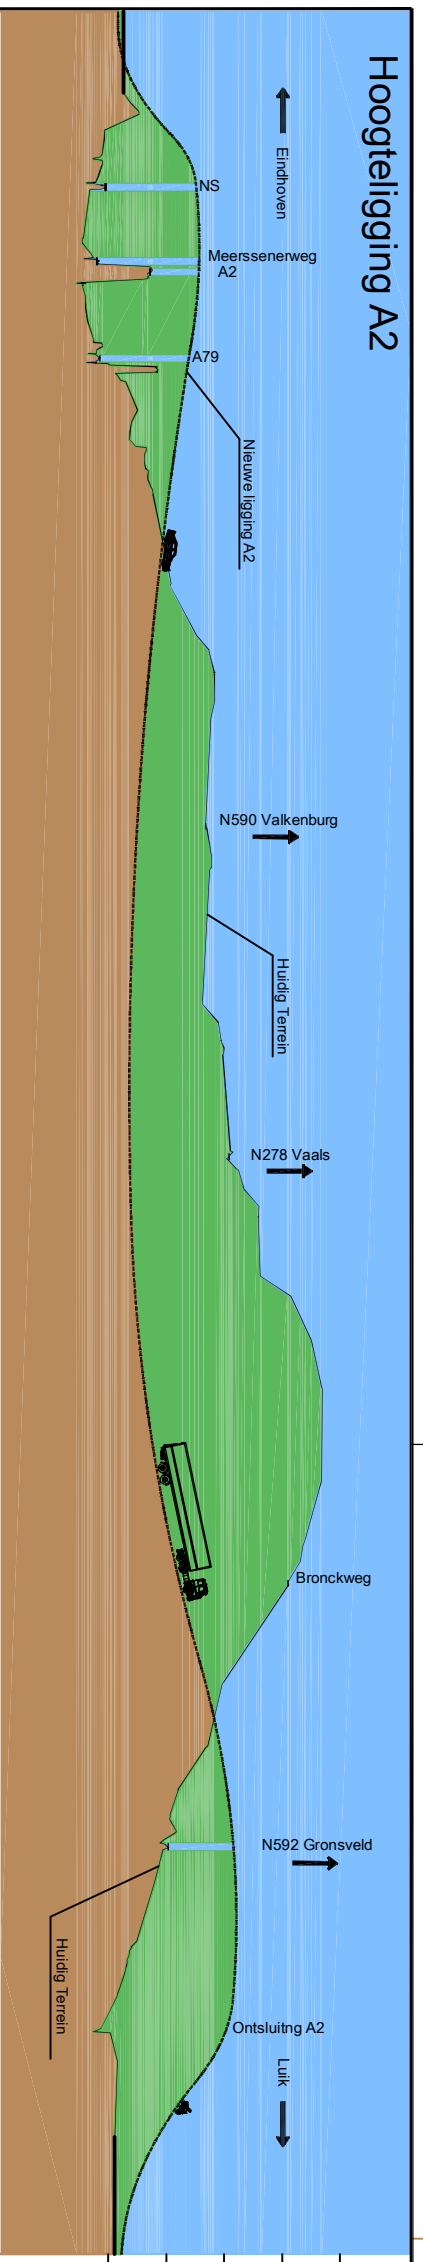 Hoogteligging A2
Eindhoven
NS
Meerssenerweg
A2
A79
Nieuwe ligging A2
N590 Valkenburg
Huidig Terrein
N278 Vaals
Bronckweg
N592 Gronsveld
Huidig Terrein
Ontsluitng A2
Luik